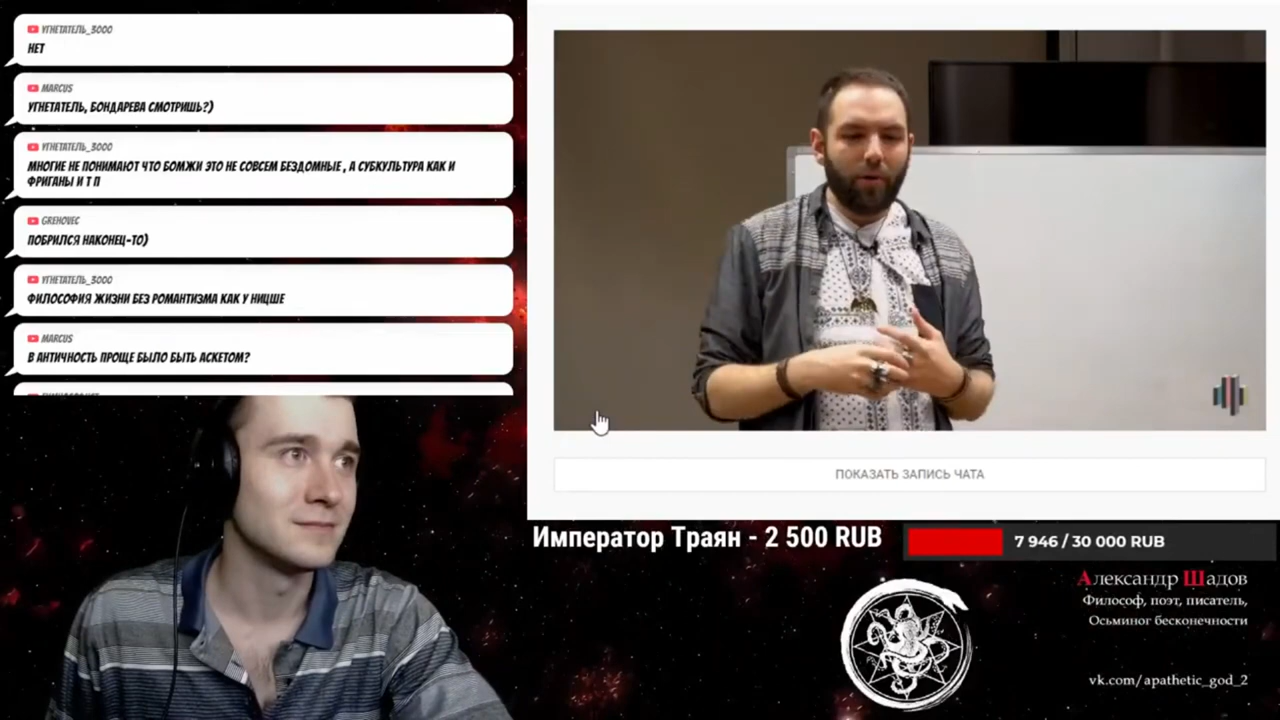 УГНЕТАТЕЛЬ_3000
НЕТ
MARCUS
УГНЕТАТЕЛЬ, БОНДАРЕВА СМОТРИШЬ?)
УГНЕТАТЕЛЬ_3000
МНОГИЕ НЕ ПОНИМАЮТ ЧТО БОМЖИ ЭТО НЕ СОВСЕМ БЕЗДОМНЫЕ , А СУБКУЛЬТУРА КАК И
ФРИГАНЫ И Т П
GREHOVEC
ПОБРИЛСЯ НАКОНЕЦ-ТО)
УГНЕТАТЕЛЬ_3000
ФИЛОСОФИЯ ЖИЗНИ БЕЗ РОМАНТИЗМА КАК У НИЦШЕ
MARCUS
В АНТИЧНОСТЬ ПРОЩЕ БЫЛО БЫТЬ АСКЕТОМ?
ПОКАЗАТЬ ЗАПИСЬ ЧАТА
Император Траян - 2 500 RUB
7 946 / 30 000 RUB
Александр Шадов
Философ, поэт, писатель,
Осьминог бесконечности
vk.com/apathetic_god_2